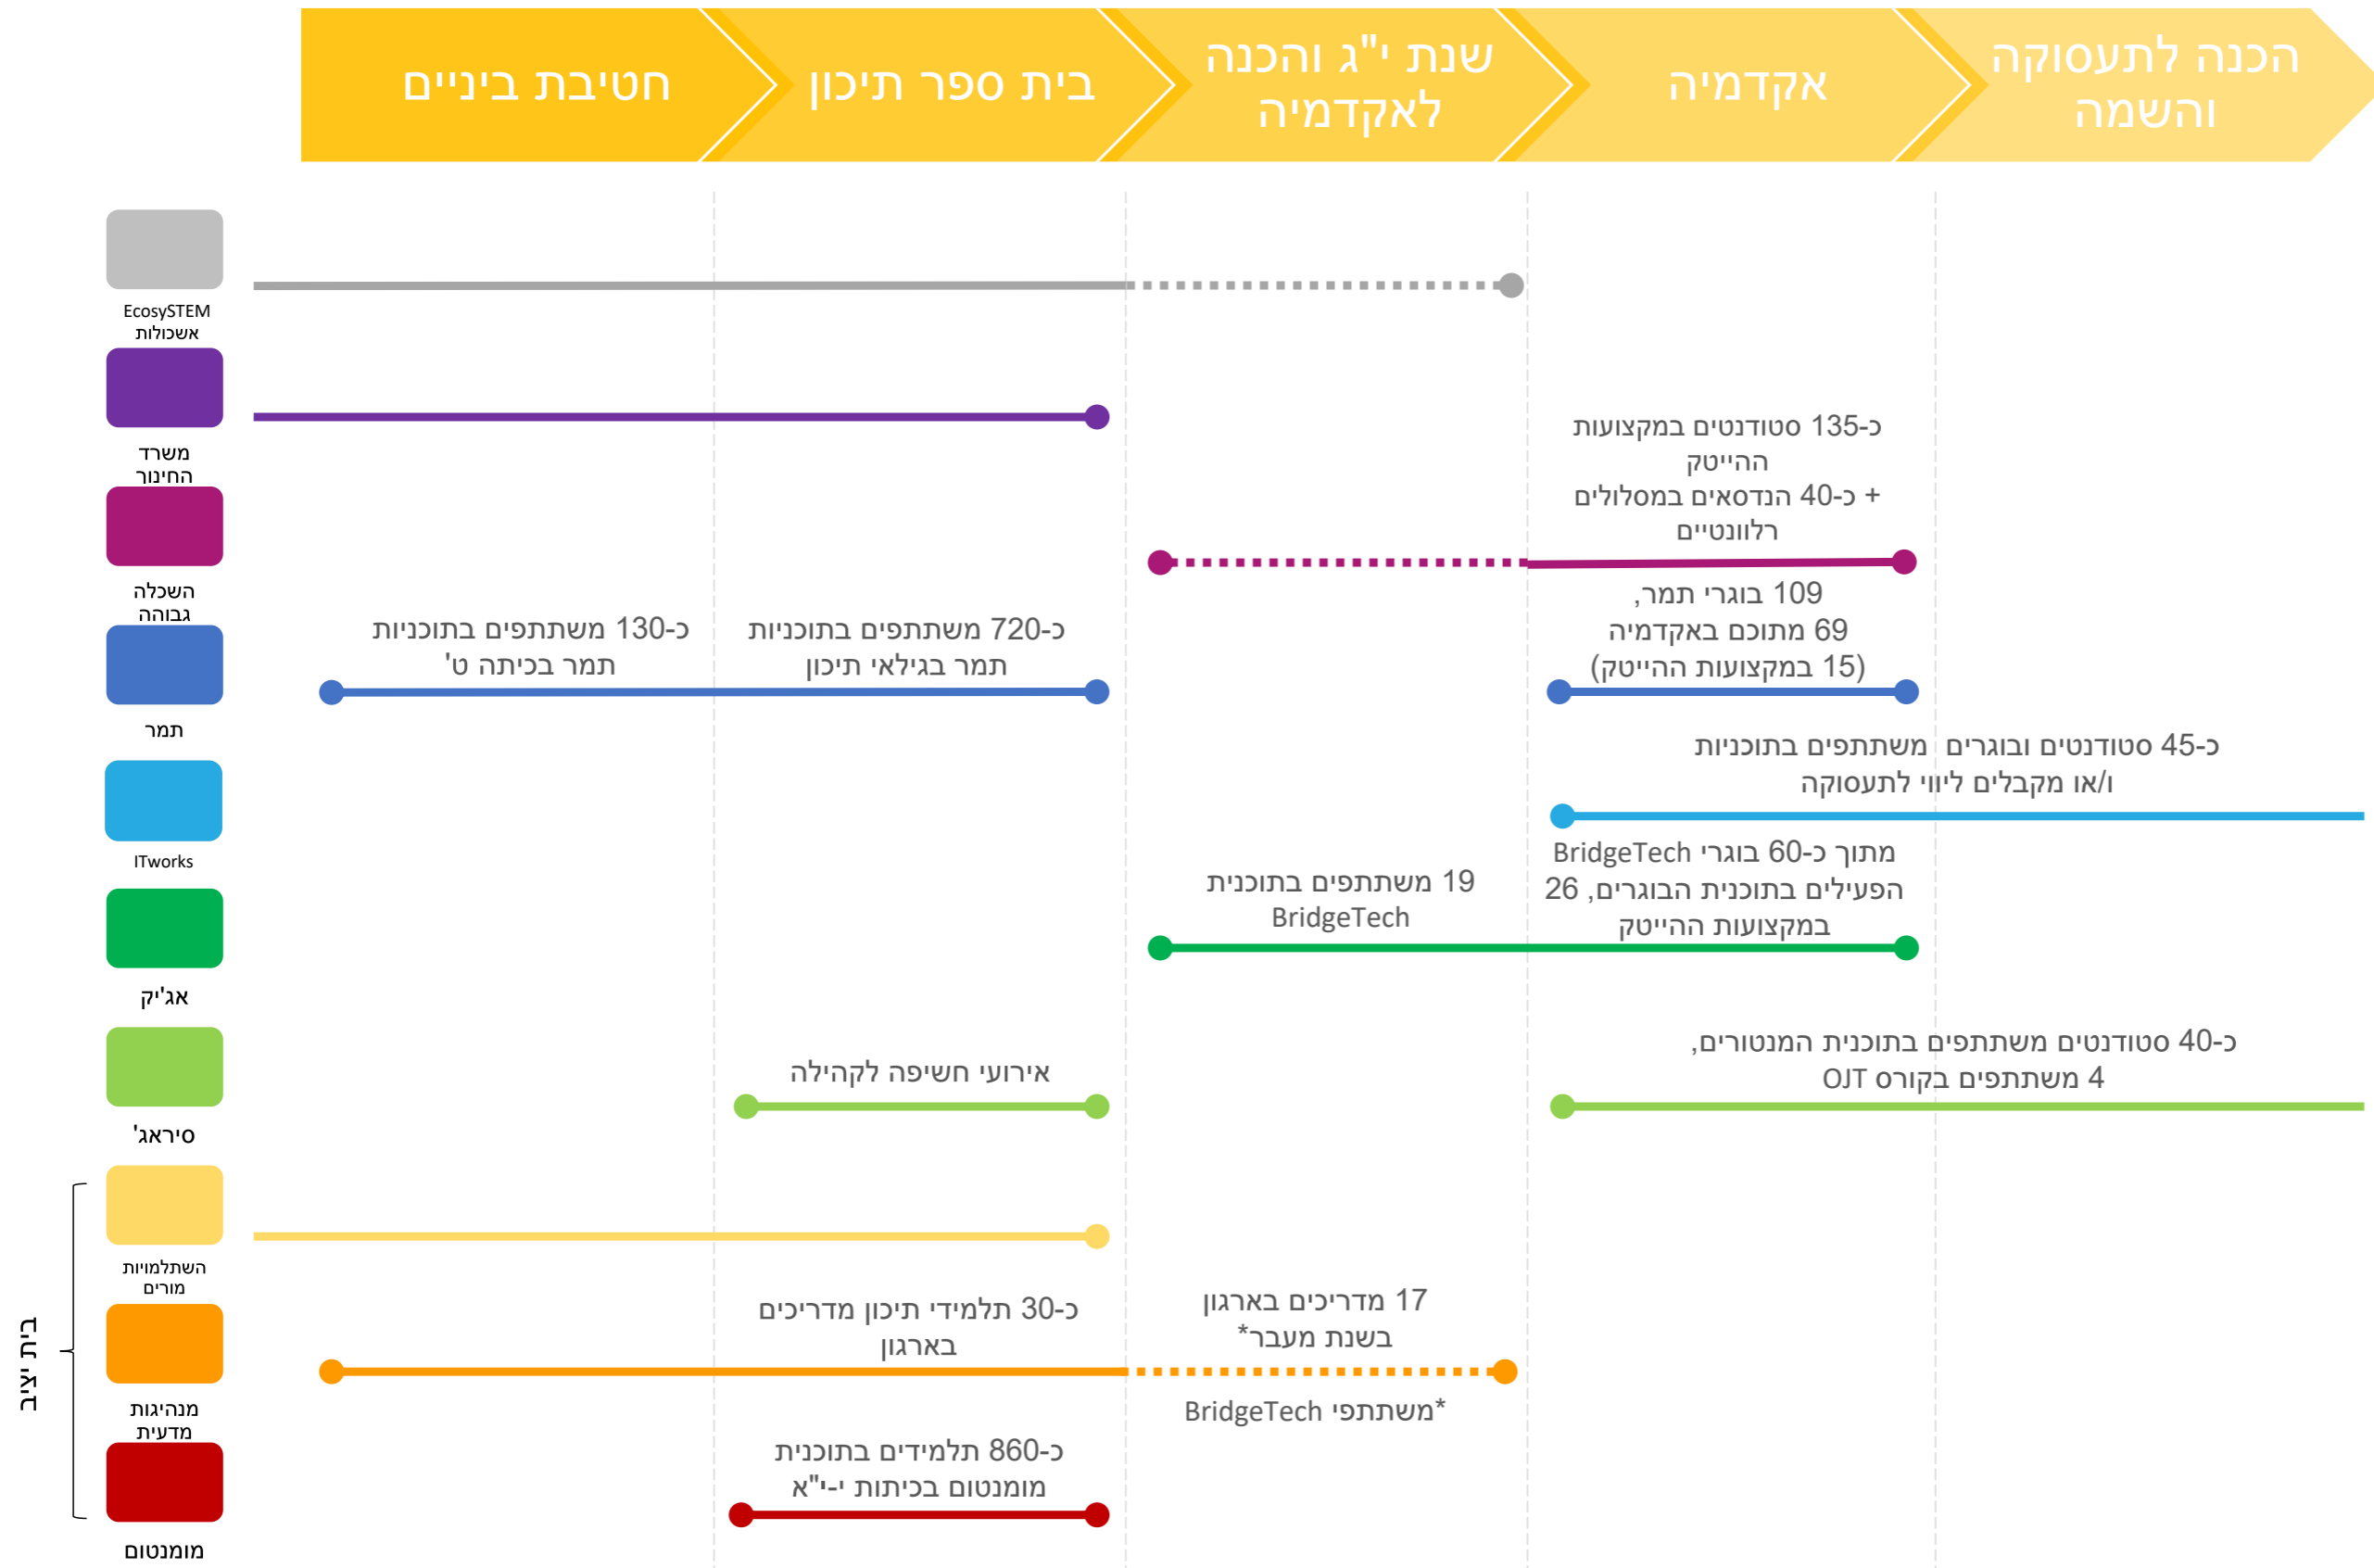 חטיבת ביניים
בית ספר תיכון
שנת י"ג והכנה
לאקדמיה
אקדמיה
הכנה לתעסוקה
והשמה
EcosySTEM
אשכולות
משרד
החינוך
כ-135 סטודנטים במקצועות
ההייטק
+ כ-40 הנדסאים במסלולים
רלוונטיים
השכלה
גבוהה
כ-130 משתתפים בתוכניות
תמר בכיתה ט'
כ-720 משתתפים בתוכניות
תמר בגילאי תיכון
109 בוגרי תמר,
69 מתוכם באקדמיה
(15 במקצועות ההייטק)
תמר
כ-45 סטודנטים ובוגרים משתתפים בתוכניות
ו/או מקבלים ליווי לתעסוקה
ITworks
19 משתתפים בתוכנית
BridgeTech
מתוך כ-60 בוגרי BridgeTech
הפעילים בתוכנית הבוגרים, 26
במקצועות ההייטק
אג'יק
אירועי חשיפה לקהילה
כ-40 סטודנטים משתתפים בתוכנית המנטורים,
4 משתתפים בקורס OJT
סיראג'
בית יציב
השתלמויות
מורים
כ-30 תלמידי תיכון מדריכים
בארגון
17 מדריכים בארגון
בשנת מעבר*
*משתתפי BridgeTech
מנהיגות
מדעית
כ-860 תלמידים בתוכנית
מומנטום בכיתות י-י"א
מומנטום